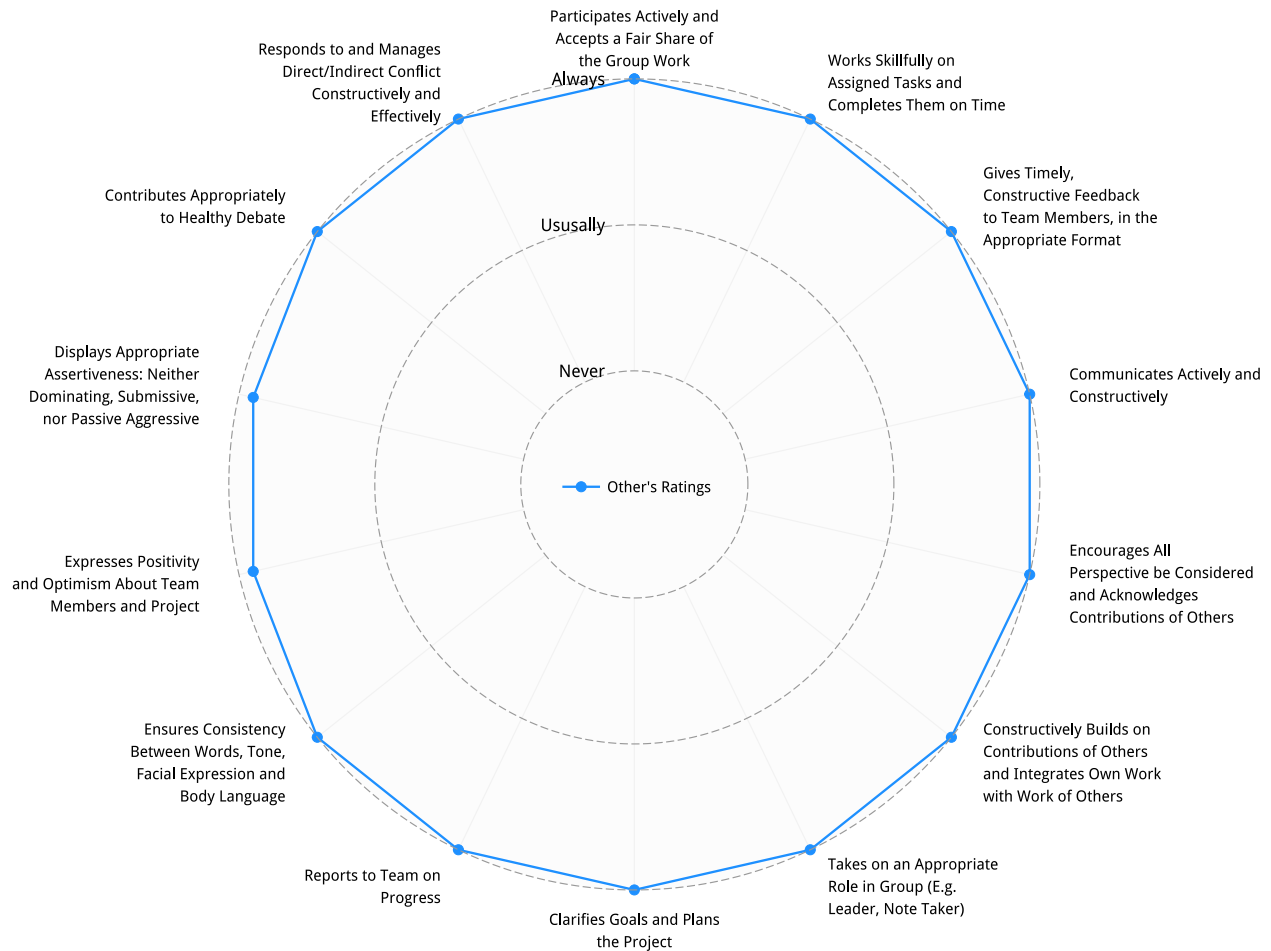 Participates Actively and
Accepts a Fair Share of
the Group Work
Works Skillfully on
Assigned Tasks and
Completes Them on Time
Gives Timely,
Constructive Feedback
to Team Members, in the
Appropriate Format
Communicates Actively and
Constructively
Encourages All
Perspective be Considered
and Acknowledges
Contributions of Others
Constructively Builds on
Contributions of Others
and Integrates Own Work
with Work of Others
Takes on an Appropriate
Role in Group (E.g.
Leader, Note Taker)
Clarifies Goals and Plans
the Project
Reports to Team on
Progress
Ensures Consistency
Between Words, Tone,
Facial Expression and
Body Language
Expresses Positivity
and Optimism About Team
Members and Project
Displays Appropriate
Assertiveness: Neither
Dominating, Submissive,
nor Passive Aggressive
Contributes Appropriately
to Healthy Debate
Responds to and Manages
Direct/Indirect Conflict
Constructively and
Effectively
Always
Ususally
Never
Other's Ratings